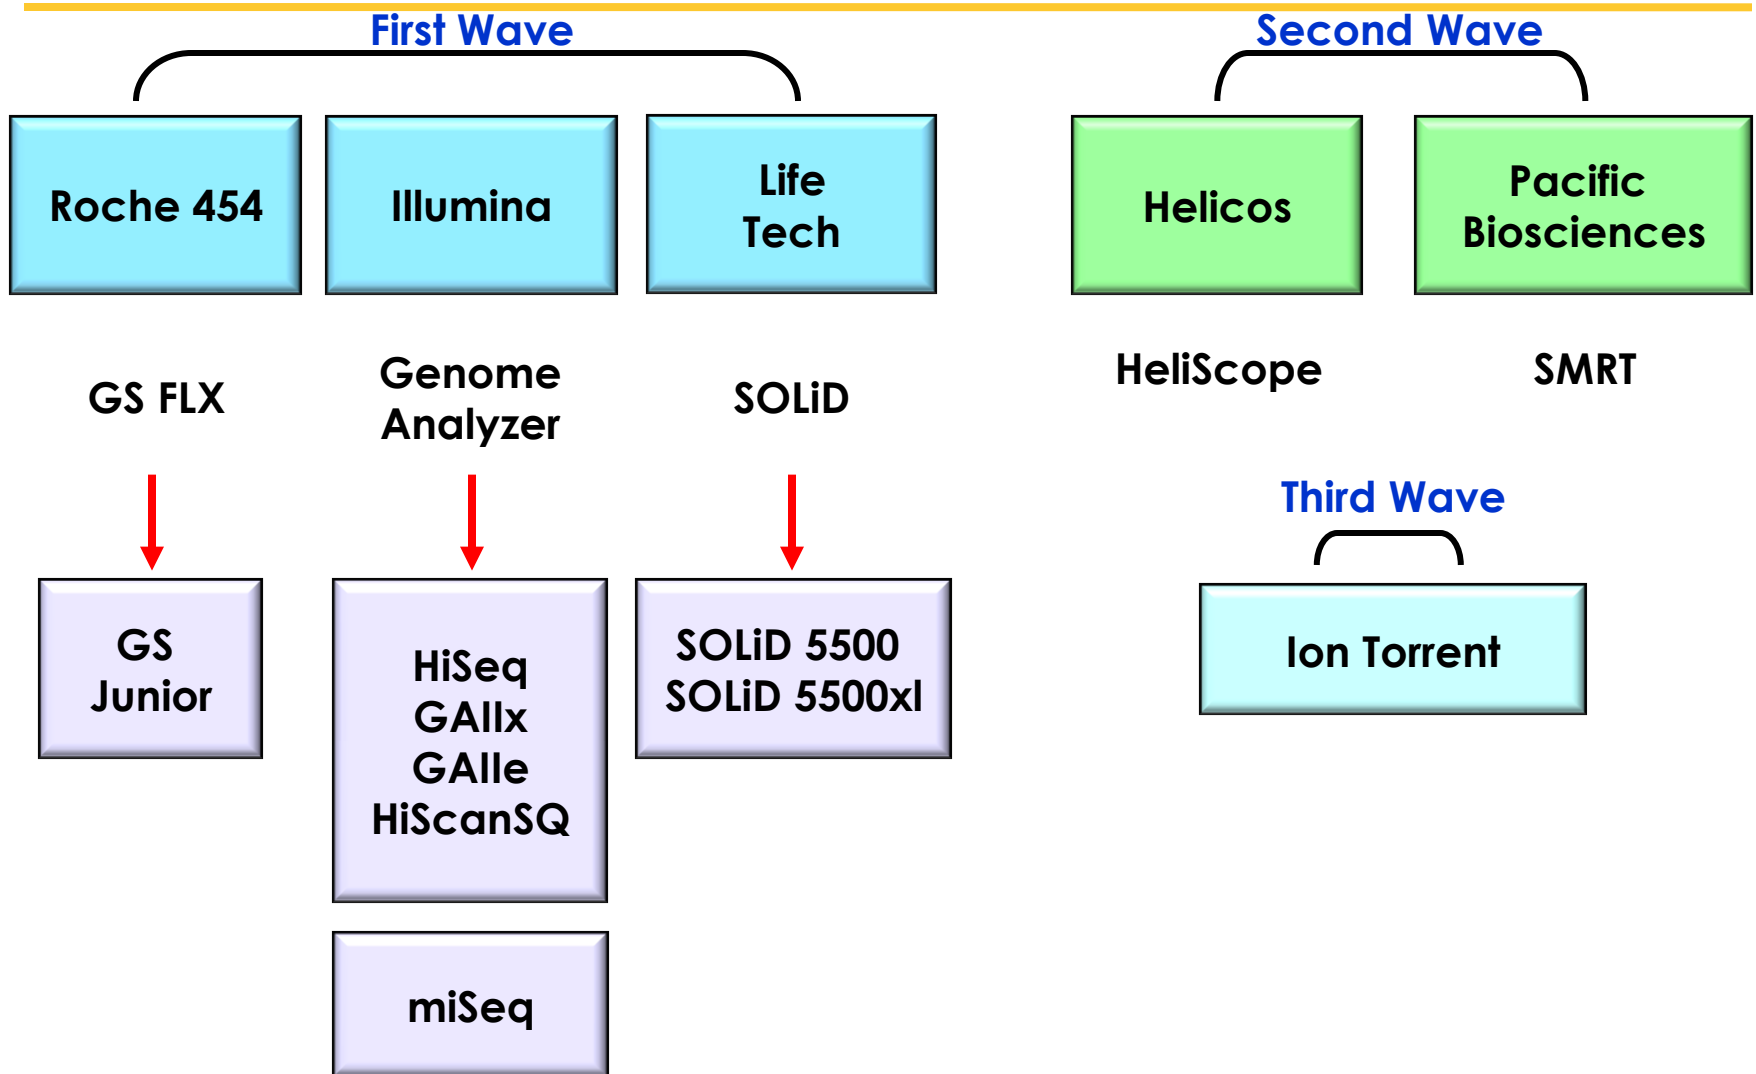 First Wave
Second Wave
Roche 454
Illumina
Life
Tech
Helicos
Pacific
Biosciences
GS FLX
Genome
Analyzer
SOLiD
HeliScope
SMRT
Third Wave
GS
Junior
HiSeq
GAIIx
GAIIe
HiScanSQ
SOLiD 5500
SOLiD 5500xl
Ion Torrent
miSeq